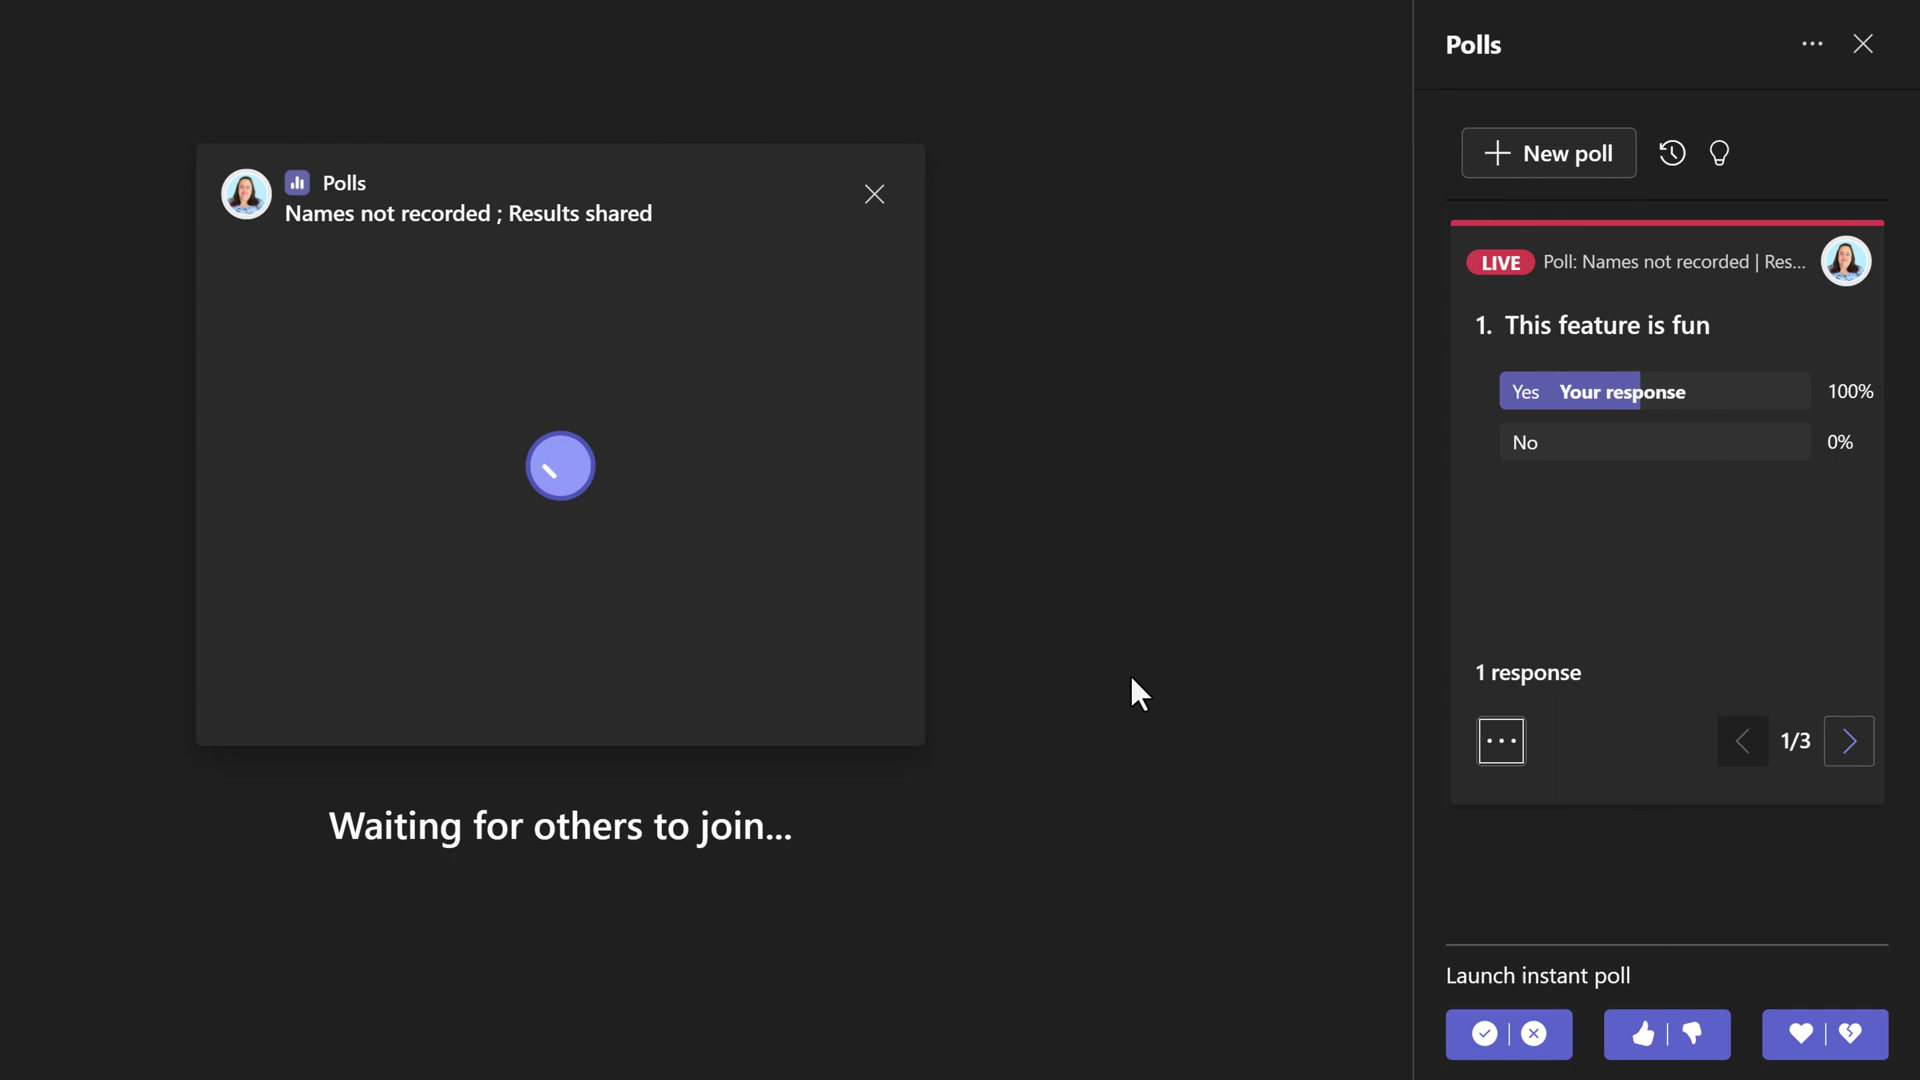 Polls
Names not recorded ; Results shared
Waiting for others to join...
Polls
New poll
LIVE Poll: Names not recorded | Res...
1. This feature is fun
Yes Your response 100%
No 0%
1 response
1/3
Launch instant poll